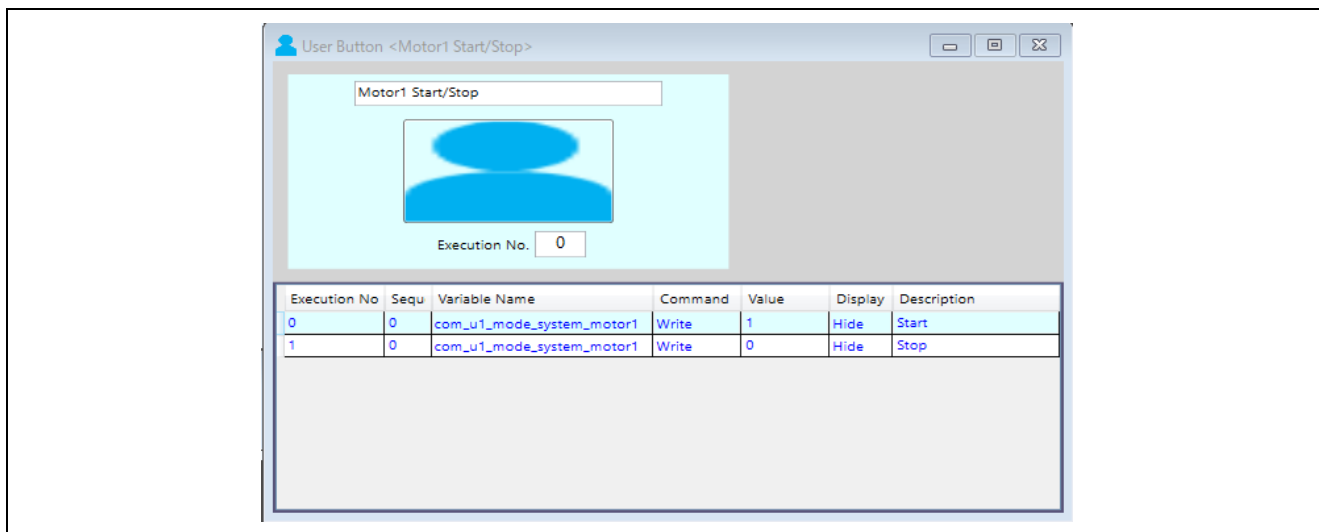 User Button <Motor1 Start/Stop>
Motor1 Start/Stop
Execution No. 0
Execution No Sequ Variable Name Command Value Display Description
0 0 com_u1_mode_system_motor1 Write 1 Hide Start
1 0 com_u1_mode_system_motor1 Write 0 Hide Stop